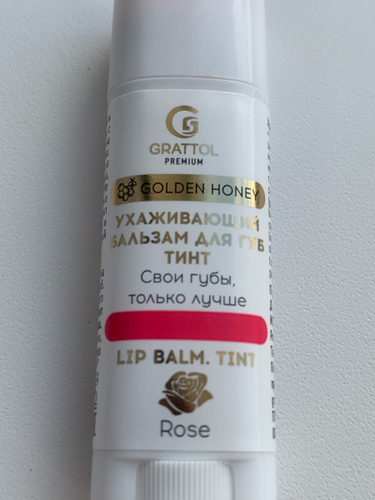 GRATTOL
PREMIUM
GOLDEN HONEY
УХАЖИВАЮЩИЙ
БАЛЬЗАМ ДЛЯ ГУБ
ТИНТ
Свои губы,
только лучше
LIP BALM. TINT
Rose